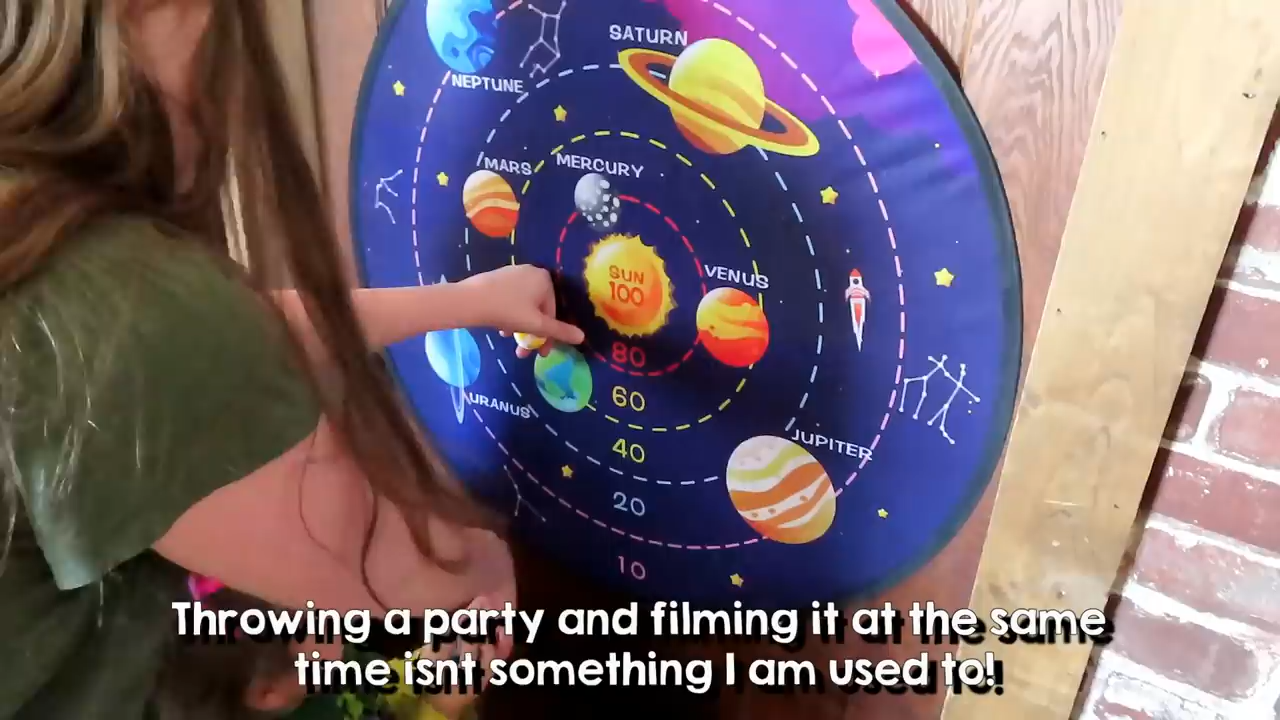 SATURN
NEPTUNE
MARS
MERCURY
SUN
100
VENUS
80
60
URANUS
40
JUPITER
20
10
Throwing a party and filming it at the same
time isnt something I am used to!